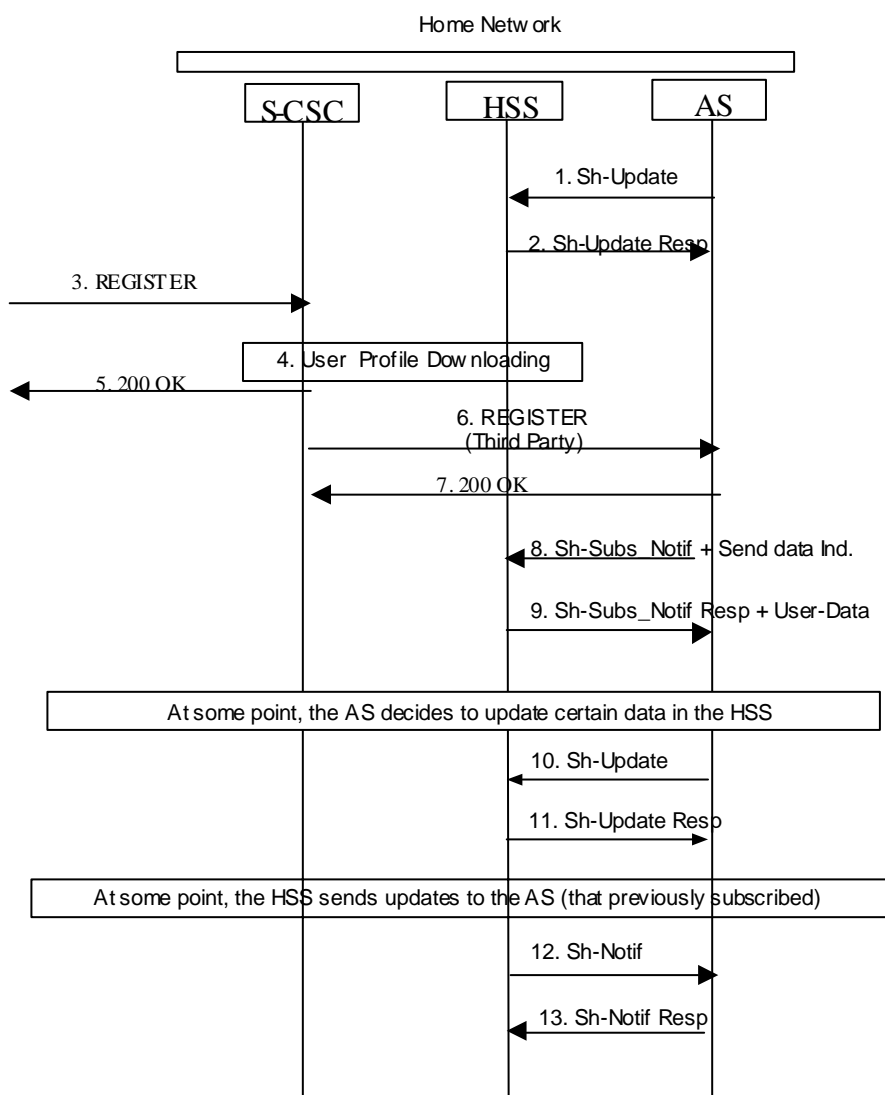 Home Network
S-CSC
HSS
AS
1. Sh-Update
2. Sh-Update Resp
3. REGISTER
4. User Profile Downloading
5. 200 OK
6. REGISTER
(Third Party)
7. 200 OK
8. Sh-Subs_Notif + Send data Ind.
9. Sh-Subs_Notif Resp + User-Data
At some point, the AS decides to update certain data in the HSS
10. Sh-Update
11. Sh-Update Resp
At some point, the HSS sends updates to the AS (that previously subscribed)
12. Sh-Notif
13. Sh-Notif Resp